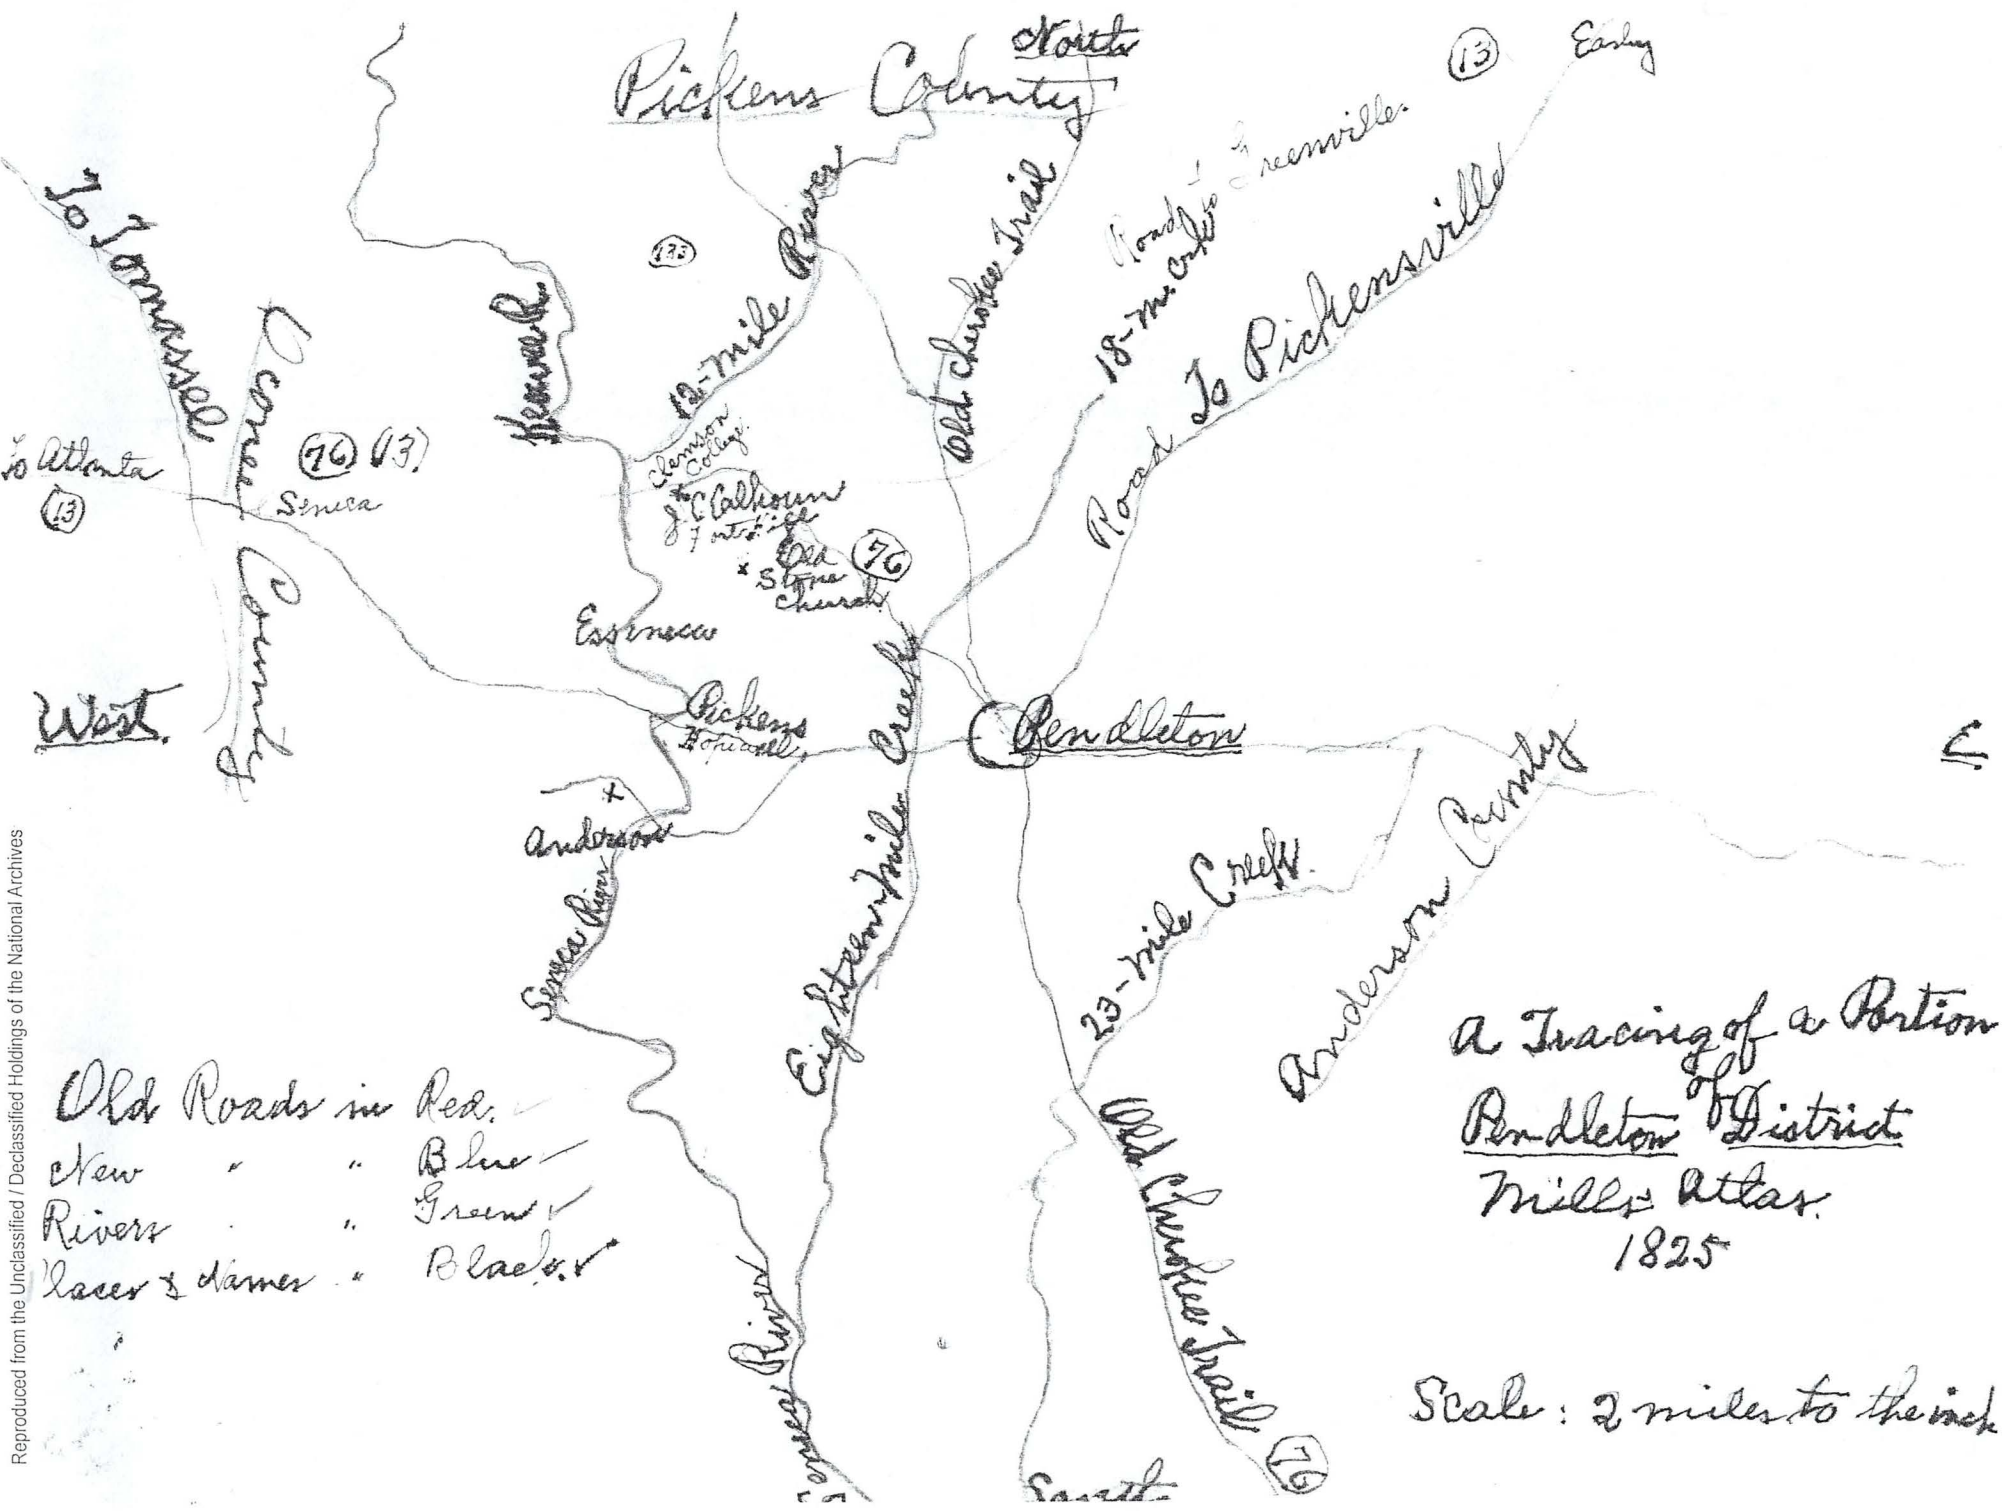 North
Pickens County
13
Easley
Road to Greenville.
To Tomassell
12-mile River
Old Cherokee Trail
18-M. Creek
Road To Pickensville
133
Keowee R.
Oconee County
To Atlanta
13
76 (13)
Seneca
Clemson
College.
J. C. Calhoun
Fort Hill
76
Old
Stone
Church
Esseneca
West.
Pickens
Hopewell
Pendleton
E.
Eighteen-Mile Creek
Anderson
Seneca River
23-Mile Creek.
Anderson County
Old Roads in Red.
New " " Blue
Rivers " " Green
laces & Names " Black.
A Tracing of a Portion
of
Pendleton District
of
Mills Atlas.
1825
Old Cherokee Trail
76
Seneca River
South
Scale: 2 miles to the inch
Reproduced from the Unclassified / Declassified Holdings of the National Archives